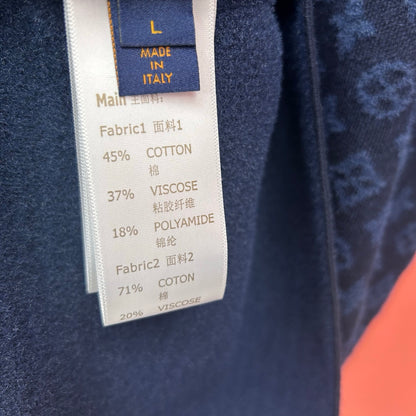 L
MADE
IN
ITALY
Main 主面料:
Fabric1 面料1
45% COTTON
棉
37% VISCOSE
粘胶纤维
18% POLYAMIDE
锦纶
Fabric2 面料2
71% COTON
棉
20% VISCOSE